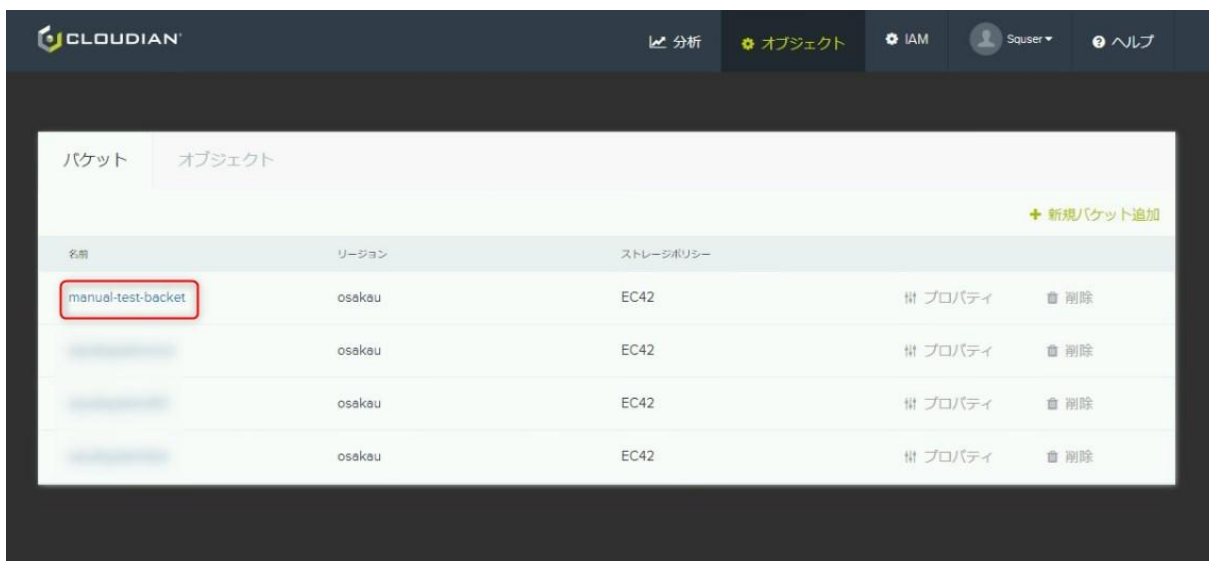 CLOUDIAN
分析 オブジェクト IAM Squser ヘルプ
バケット オブジェクト
+ 新規バケット追加
名前 リージョン ストレージポリシー
manual-test-backet osakau EC42 プロパティ 削除
osakau EC42 プロパティ 削除
osakau EC42 プロパティ 削除
osakau EC42 プロパティ 削除